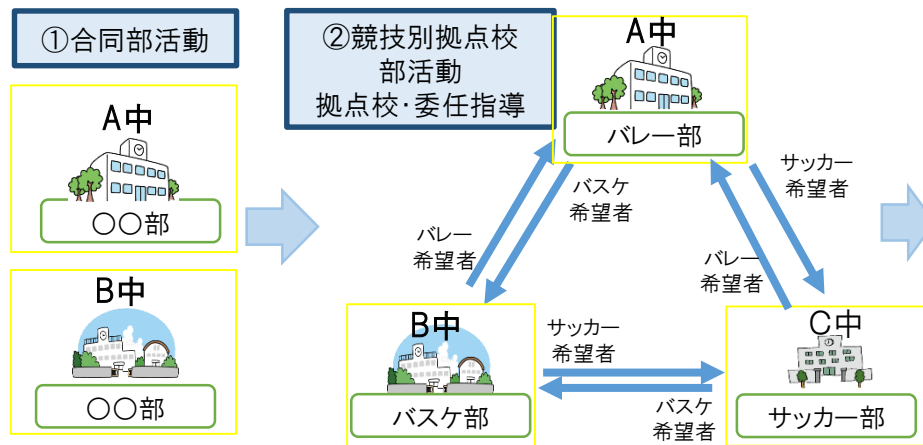 ①合同部活動
A中
〇〇部
B中
〇〇部
②競技別拠点校
部活動
拠点校・委任指導
A中
バレー部
バレー
希望者
バスケ
希望者
サッカー
希望者
バレー
希望者
B中
バスケ部
サッカー
希望者
バスケ
希望者
C中
サッカー部